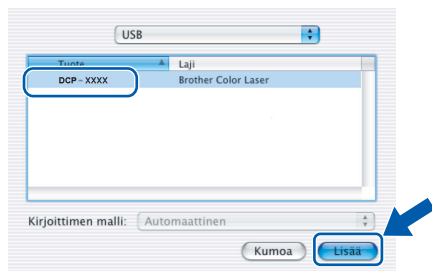 USB
Tuote Laji
DCP - XXXX Brother Color Laser
Kirjoittimen malli: Automaattinen
Kumoa Lisää